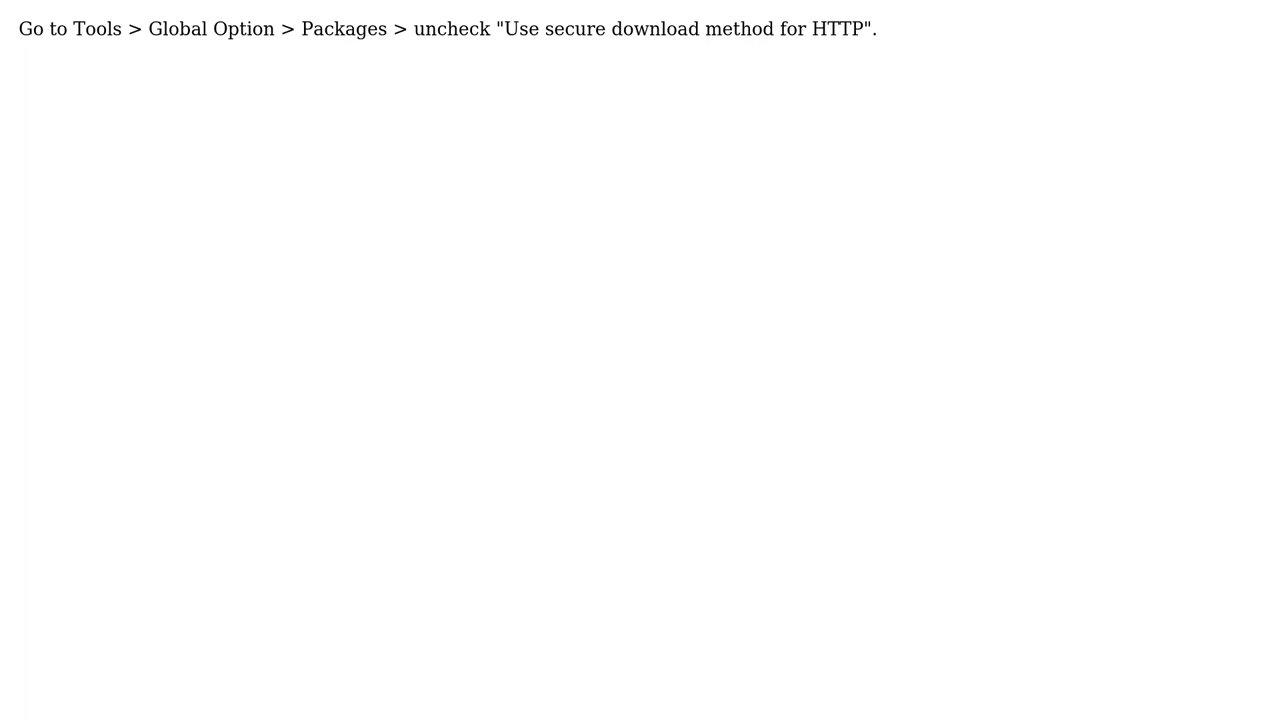 Go to Tools > Global Option > Packages > uncheck "Use secure download method for HTTP".